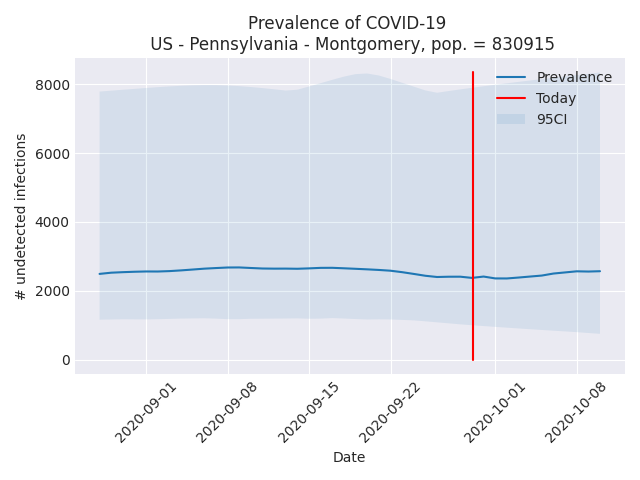 Prevalence of COVID-19
US - Pennsylvania - Montgomery, pop. = 830915
Prevalence
Today
95CI
8000
6000
4000
2000
0
# undetected infections
2020-09-01
2020-09-08
2020-09-15
2020-09-22
2020-10-01
2020-10-08
Date